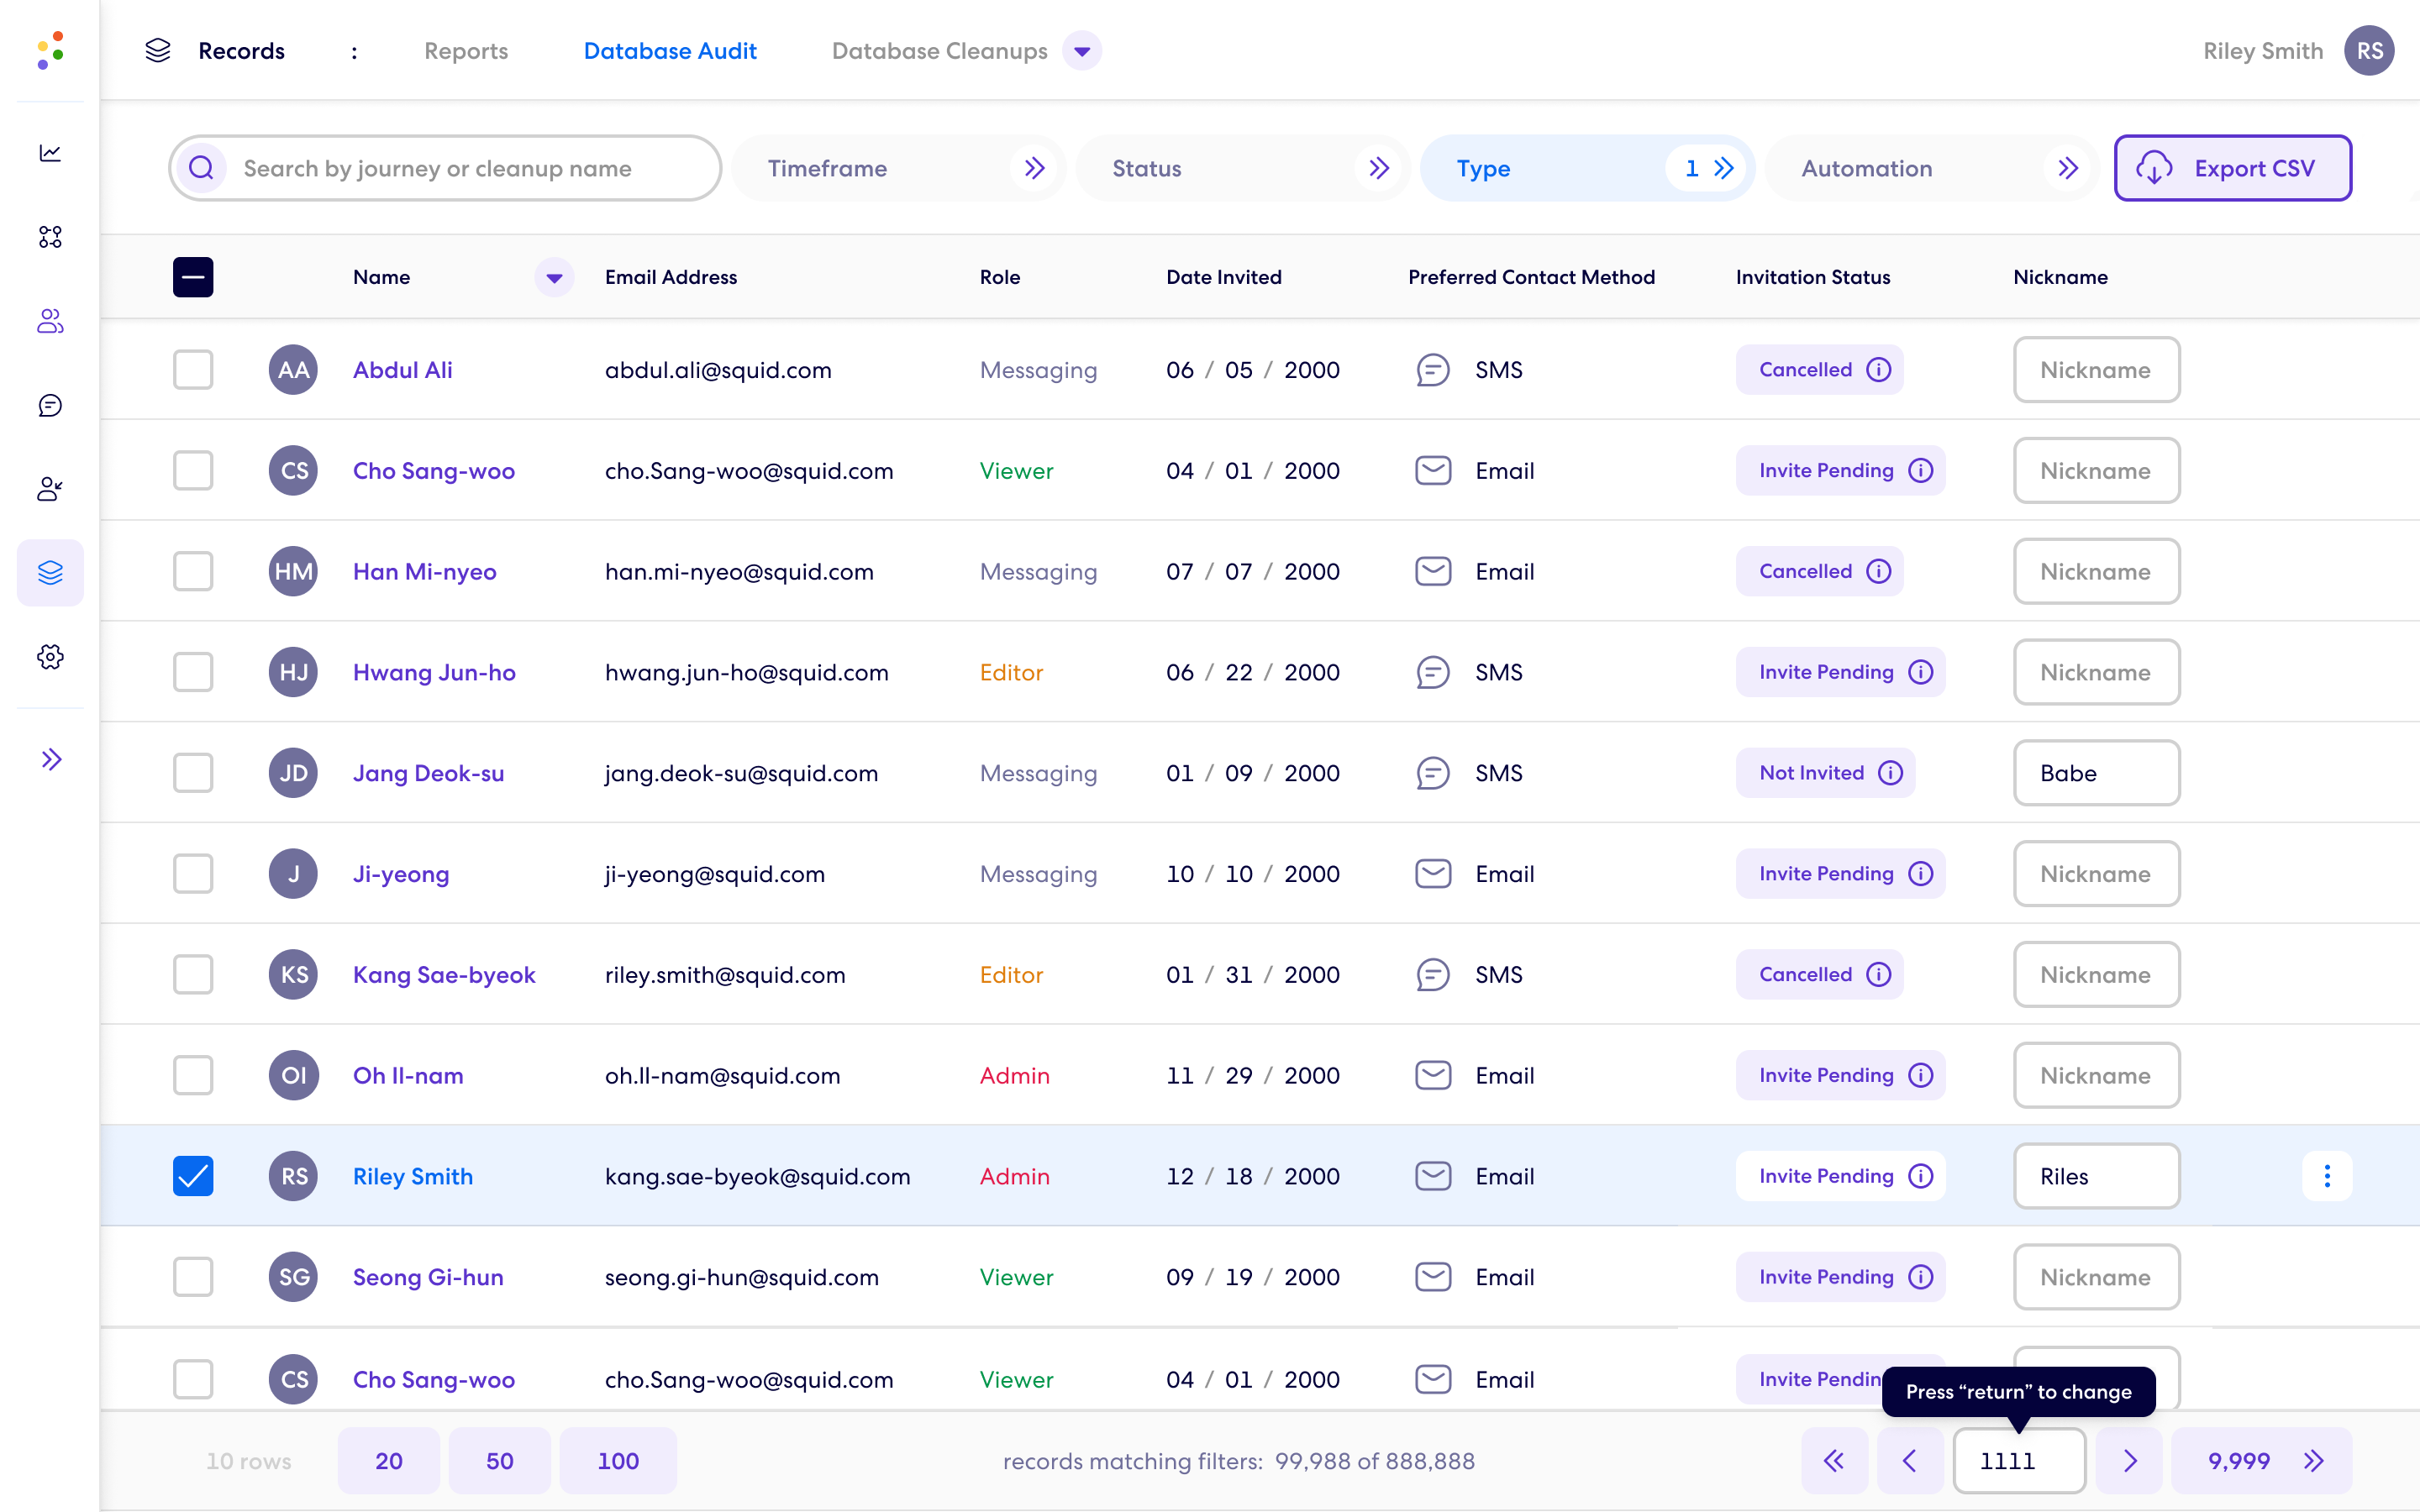 Records : Reports Database Audit Database Cleanups Riley Smith RS
Search by journey or cleanup name Timeframe Status Type 1 Automation Export CSV
Name Email Address Role Date Invited Preferred Contact Method Invitation Status Nickname
AA Abdul Ali abdul.ali@squid.com Messaging 06 / 05 / 2000 SMS Cancelled Nickname
CS Cho Sang-woo cho.Sang-woo@squid.com Viewer 04 / 01 / 2000 Email Invite Pending Nickname
HM Han Mi-nyeo han.mi-nyeo@squid.com Messaging 07 / 07 / 2000 Email Cancelled Nickname
HJ Hwang Jun-ho hwang.jun-ho@squid.com Editor 06 / 22 / 2000 SMS Invite Pending Nickname
JD Jang Deok-su jang.deok-su@squid.com Messaging 01 / 09 / 2000 SMS Not Invited Babe
J Ji-yeong ji-yeong@squid.com Messaging 10 / 10 / 2000 Email Invite Pending Nickname
KS Kang Sae-byeok riley.smith@squid.com Editor 01 / 31 / 2000 SMS Cancelled Nickname
OI Oh Il-nam oh.Il-nam@squid.com Admin 11 / 29 / 2000 Email Invite Pending Nickname
RS Riley Smith kang.sae-byeok@squid.com Admin 12 / 18 / 2000 Email Invite Pending Riles
SG Seong Gi-hun seong.gi-hun@squid.com Viewer 09 / 19 / 2000 Email Invite Pending Nickname
CS Cho Sang-woo cho.Sang-woo@squid.com Viewer 04 / 01 / 2000 Email Invite Pendin
Press “return” to change
10 rows 20 50 100 records matching filters: 99,988 of 888,888 1111 9,999